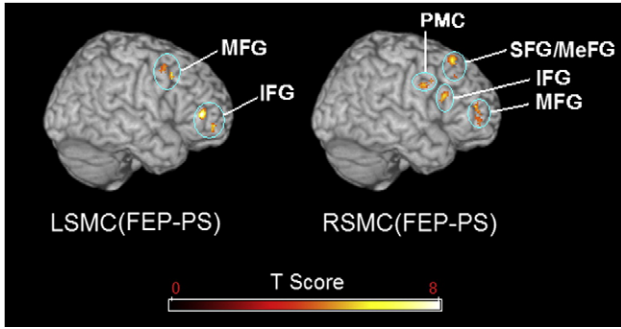 MFG
IFG
LSMC(FEP-PS)
PMC
SFG/MeFG
IFG
MFG
RSMC(FEP-PS)
T Score
0
8